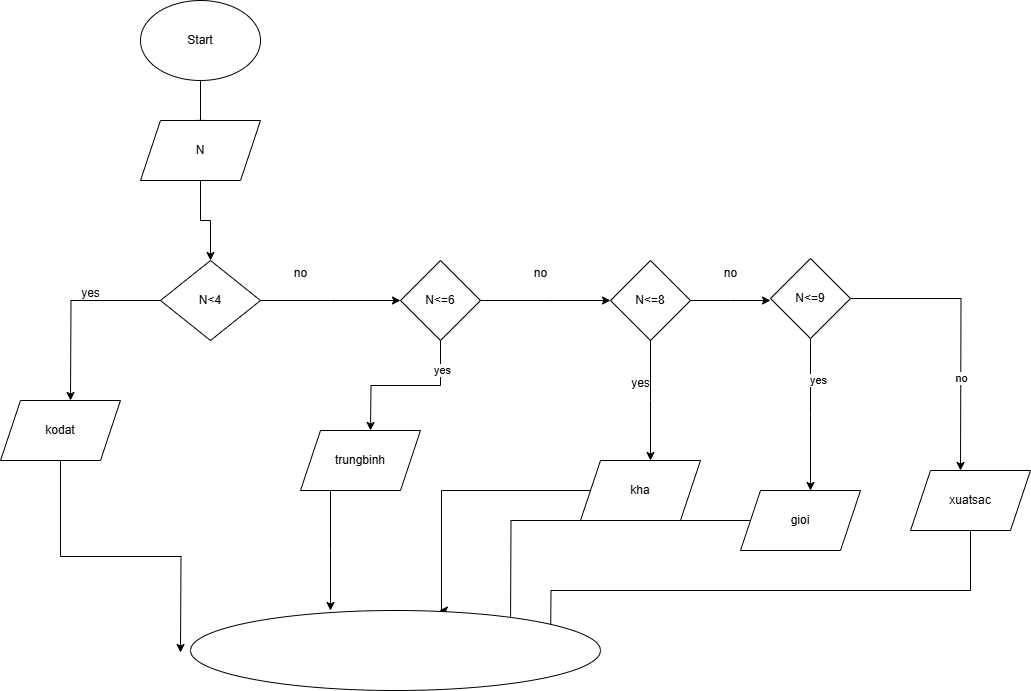 Start
N
no
no
no
yes
N<4
N<=6
N<=8
N<=9
yes
yes
yes
no
kodat
trungbinh
kha
gioi
xuatsac